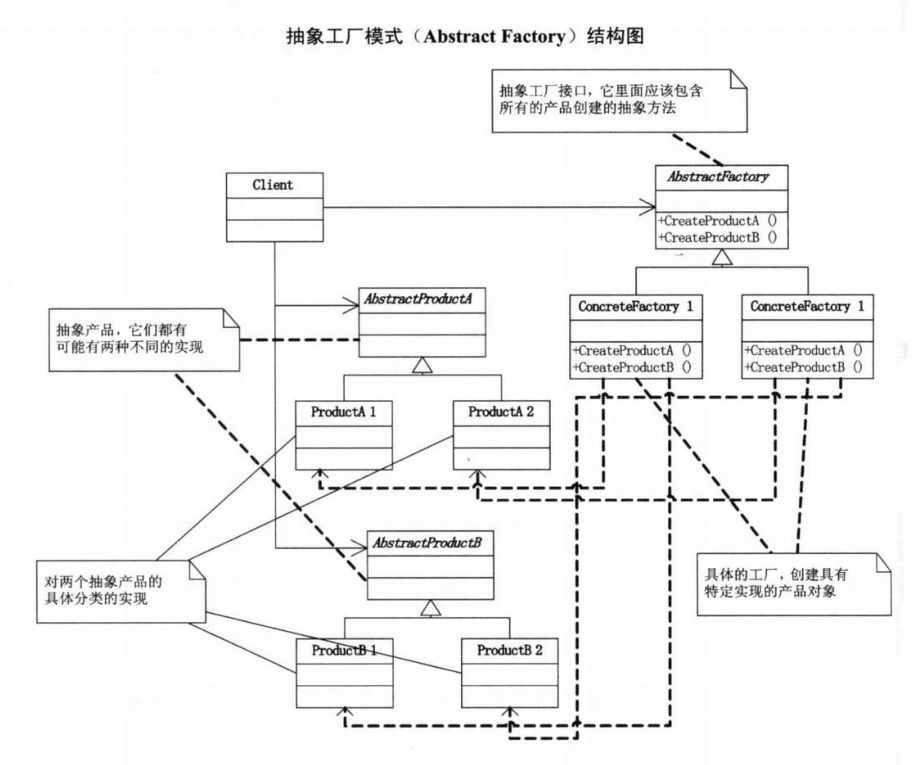 抽象工厂模式（Abstract Factory）结构图
抽象工厂接口，它里面应该包含
所有的产品创建的抽象方法
Client
AbstractFactory
+CreateProductA ()
+CreateProductB ()
AbstractProductA
ConcreteFactory 1
+CreateProductA ()
+CreateProductB ()
ConcreteFactory 1
+CreateProductA ()
+CreateProductB ()
抽象产品，它们都有
可能有两种不同的实现
ProductA 1
ProductA 2
AbstractProductB
对两个抽象产品的
具体分类的实现
具体的工厂，创建具有
特定实现的产品对象
ProductB 1
ProductB 2